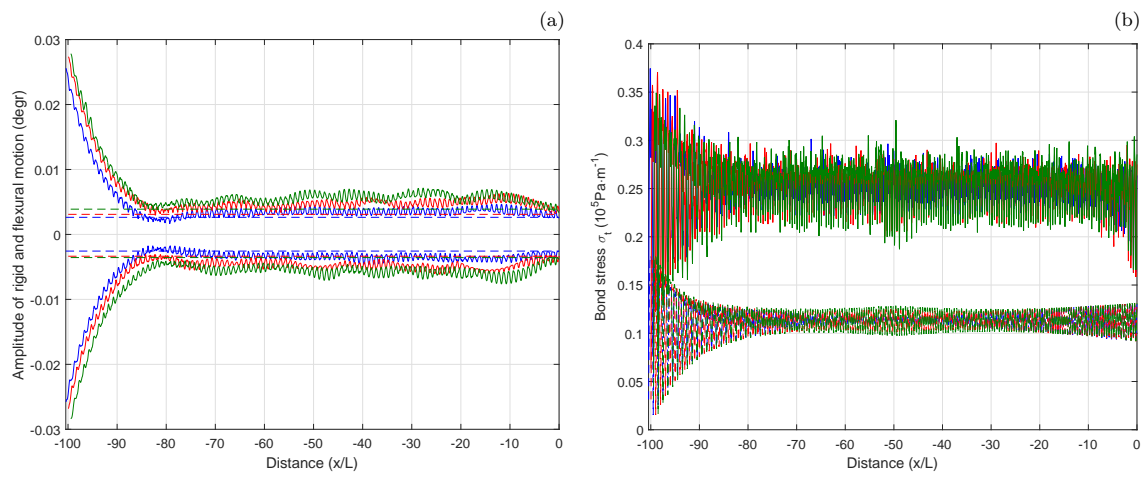 (a)
0.03
0.02
0.01
0
-0.01
-0.02
-0.03
-100 -90 -80 -70 -60 -50 -40 -30 -20 -10 0
Distance (x/L)
Amplitude of rigid and flexural motion (degr)
(b)
0.4
0.35
0.3
0.25
0.2
0.15
0.1
0.05
0
-100 -90 -80 -70 -60 -50 -40 -30 -20 -10 0
Distance (x/L)
Bond stress σt (10^5Pa·m^-1)